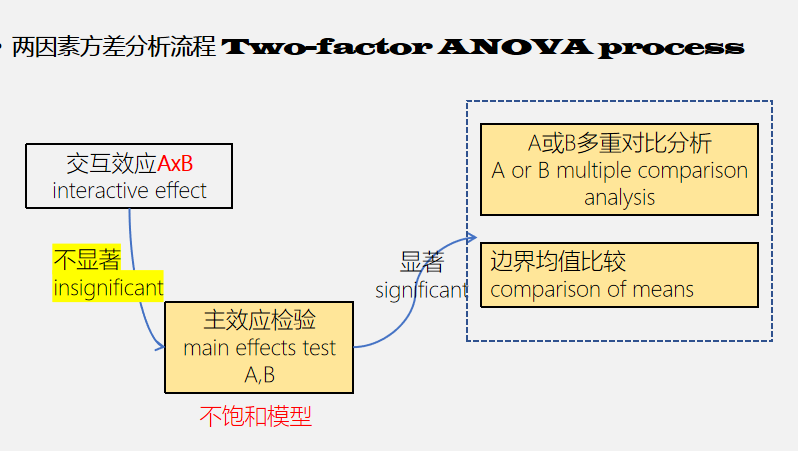 • 两因素方差分析流程 Two-factor ANOVA process
交互效应AxB
interactive effect
不显著
insignificant
主效应检验
main effects test
A,B
不饱和模型
显著
significant
A或B多重对比分析
A or B multiple comparison
analysis
边界均值比较
comparison of means